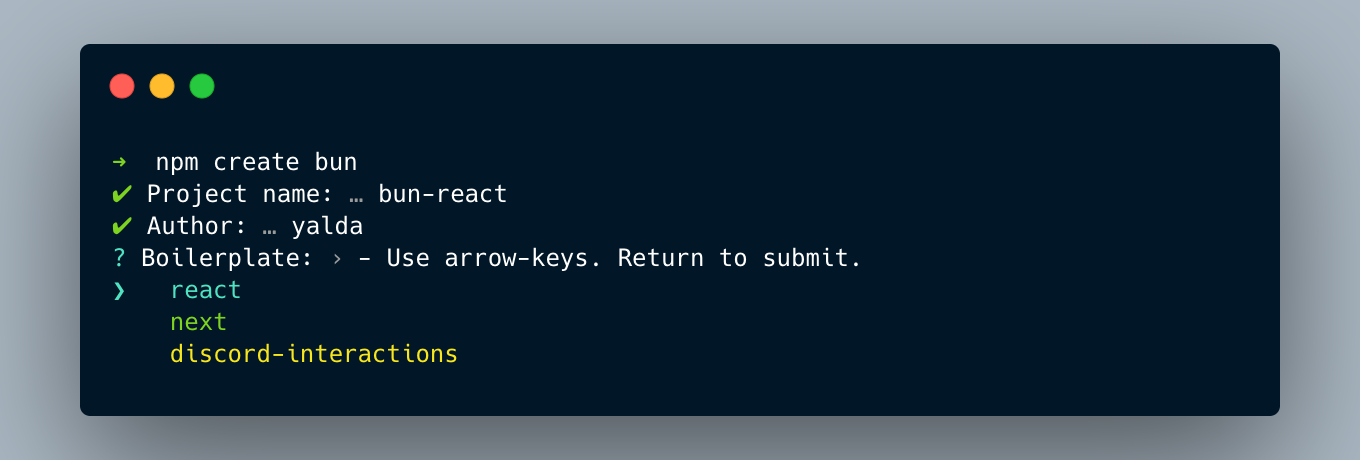 ➜  npm create bun
✔ Project name: … bun-react
✔ Author: … yalda
? Boilerplate: › - Use arrow-keys. Return to submit.
❯   react
    next
    discord-interactions